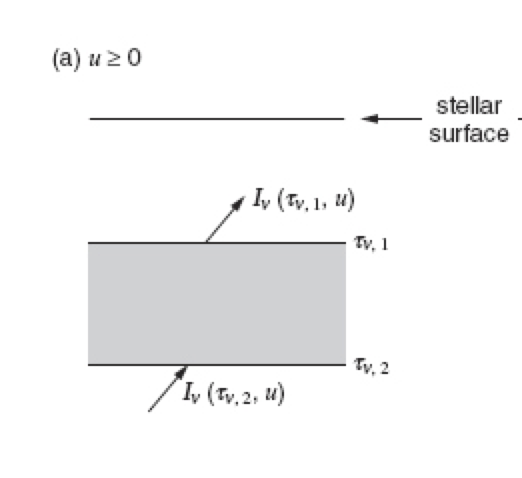 (a) u ≥ 0
stellar
surface
Iν (τν, 1, u)
τν, 1
τν, 2
Iν (τν, 2, u)